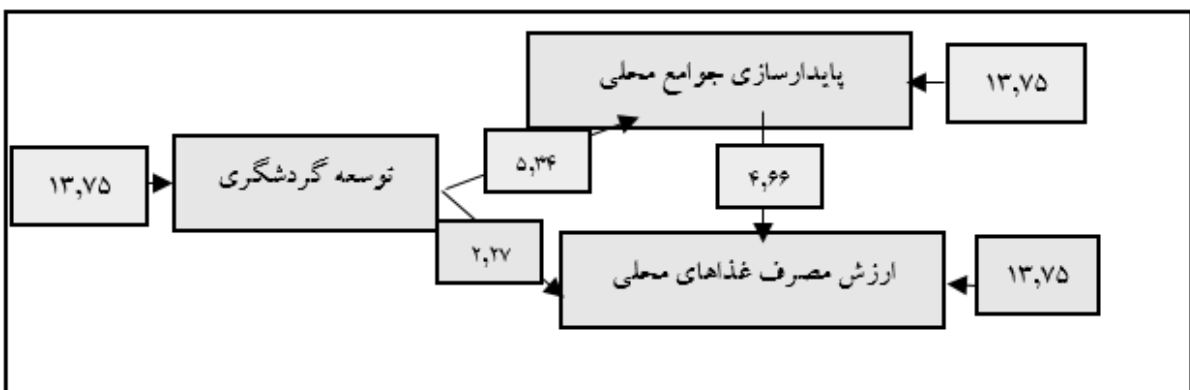 پایدارسازی جوامع محلی
۱۳,۷۵
۵,۳۴
توسعه گردشگری
۱۳,۷۵
۴,۶۶
۲,۲۷
ارزش مصرف غذاهای محلی
۱۳,۷۵